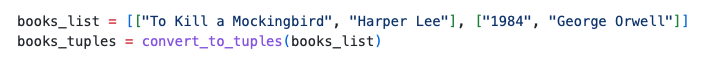 books_list = [["To Kill a Mockingbird", "Harper Lee"], ["1984", "George Orwell"]]
books_tuples = convert_to_tuples(books_list)